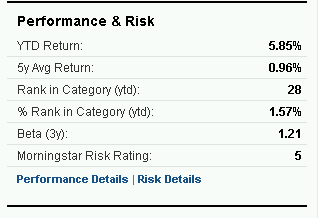 Performance & Risk
YTD Return: 5.85%
5y Avg Return: 0.96%
Rank in Category (ytd): 28
% Rank in Category (ytd): 1.57%
Beta (3y): 1.21
Morningstar Risk Rating: 5
Performance Details | Risk Details